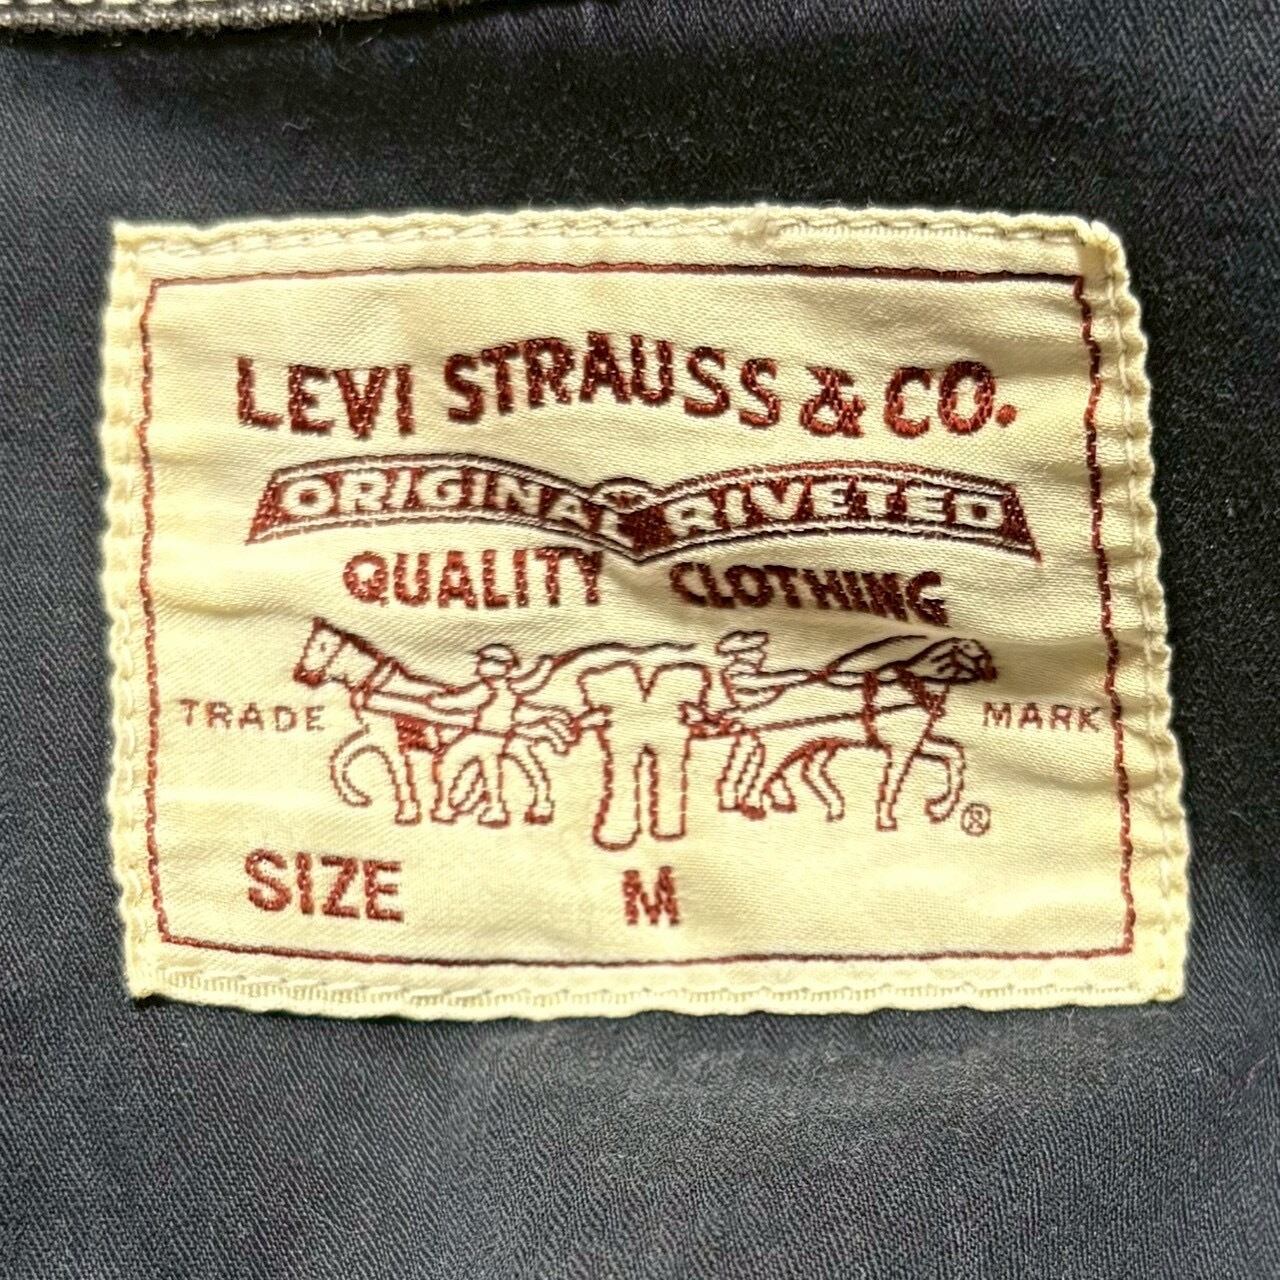 LEVI STRAUSS & CO.
ORIGINAL RIVETED
QUALITY CLOTHING
TRADE MARK
®
SIZE M